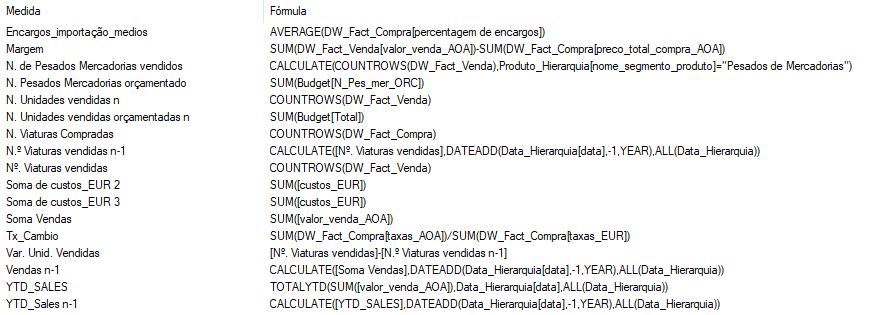 Medida Fórmula
Encargos_importação_medios AVERAGE(DW_Fact_Compra[percentagem de encargos])
Margem SUM(DW_Fact_Venda[valor_venda_AOA])-SUM(DW_Fact_Compra[preco_total_compra_AOA])
N. de Pesados Mercadorias vendidos CALCULATE(COUNTROWS(DW_Fact_Venda),Produto_Hierarquia[nome_segmento_produto]="Pesados de Mercadorias")
N. Pesados Mercadorias orçamentado SUM(Budget[N_Pes_mer_ORC])
N. Unidades vendidas n COUNTROWS(DW_Fact_Venda)
N. Unidades vendidas orçamentadas n SUM(Budget[Total])
N. Viaturas Compradas COUNTROWS(DW_Fact_Compra)
N.º Viaturas vendidas n-1 CALCULATE([Nº. Viaturas vendidas],DATEADD(Data_Hierarquia[data],-1,YEAR),ALL(Data_Hierarquia))
Nº. Viaturas vendidas COUNTROWS(DW_Fact_Venda)
Soma de custos_EUR 2 SUM([custos_EUR])
Soma de custos_EUR 3 SUM([custos_EUR])
Soma Vendas SUM([valor_venda_AOA])
Tx_Cambio SUM(DW_Fact_Compra[taxas_AOA])/SUM(DW_Fact_Compra[taxas_EUR])
Var. Unid. Vendidas [Nº. Viaturas vendidas]-[N.º Viaturas vendidas n-1]
Vendas n-1 CALCULATE([Soma Vendas],DATEADD(Data_Hierarquia[data],-1,YEAR),ALL(Data_Hierarquia))
YTD_SALES TOTALYTD(SUM([valor_venda_AOA]),Data_Hierarquia[data],ALL(Data_Hierarquia))
YTD_Sales n-1 CALCULATE([YTD_SALES],DATEADD(Data_Hierarquia[data],-1,YEAR),ALL(Data_Hierarquia))